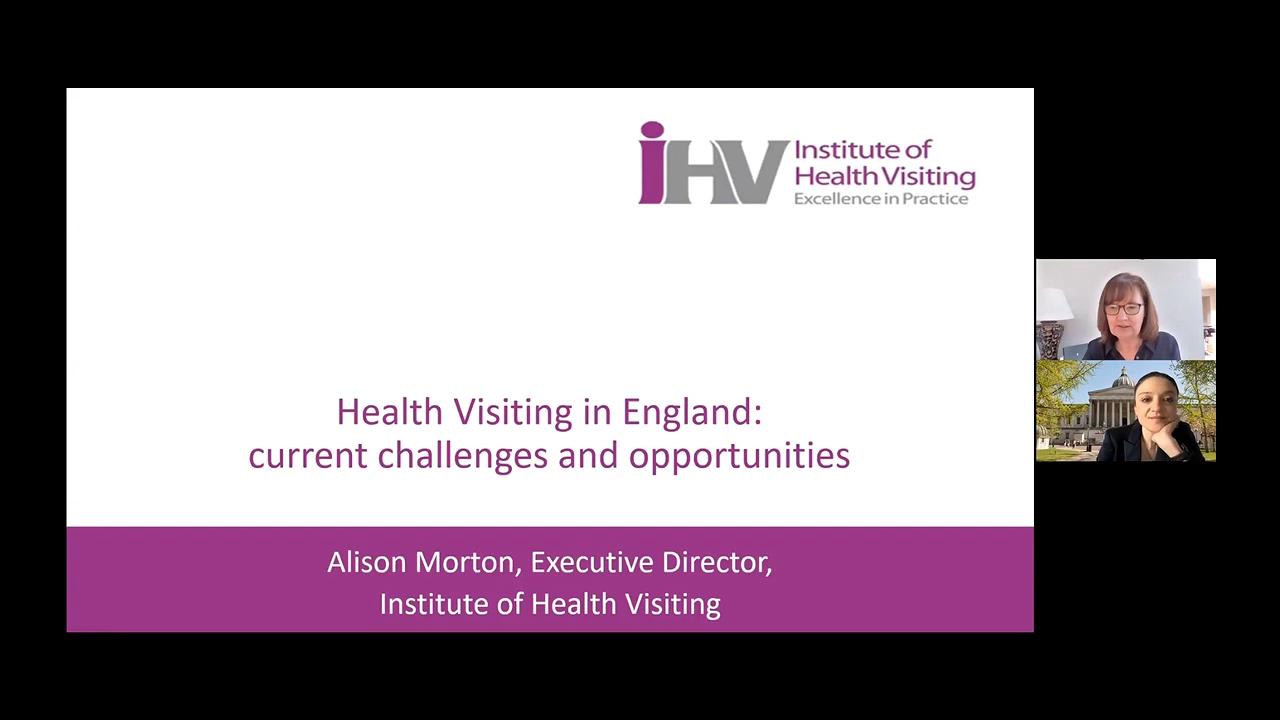 iHV
Institute of
Health Visiting
Excellence in Practice
Health Visiting in England:
current challenges and opportunities
Alison Morton, Executive Director,
Institute of Health Visiting